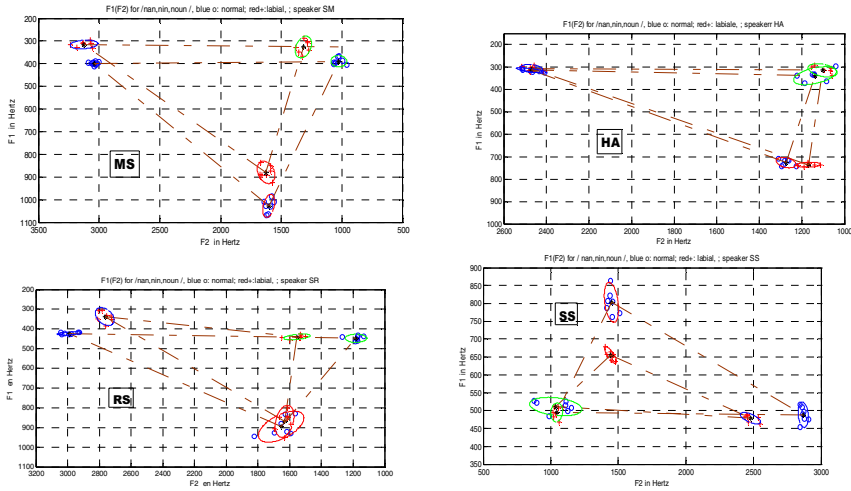 F1(F2) for /nan,nin,noun /, blue o: normal; red+:labial, ; speaker SM
200
300
400
500
600
700
800
900
1000
1100
F1 in Hertz
MS
3500 3000 2500 2000 1500 1000 500
F2 in Hertz
F1(F2) for /nan,nin,noun /, blue o: normal; red+: labiale, ; speaker HA
200
300
400
500
600
700
800
900
1000
F1 in Hertz
HA
2600 2400 2200 2000 1800 1600 1400 1200 1000
F2 in Hertz
F1(F2) for / nan,nin,noun /, blue o: normal; red+:labial, ; speaker SR
200
300
400
500
600
700
800
900
1000
1100
F1 en Hertz
RS
3200 3000 2800 2600 2400 2200 2000 1800 1600 1400 1200 1000
F2 en Hertz
F1(F2) for / nan,nin,noun /, blue o: normal; red+: labial, ; speaker SS
900
850
800
750
700
650
600
550
500
450
400
350
F1 in Hertz
SS
500 1000 1500 2000 2500 3000
F2 in Hertz